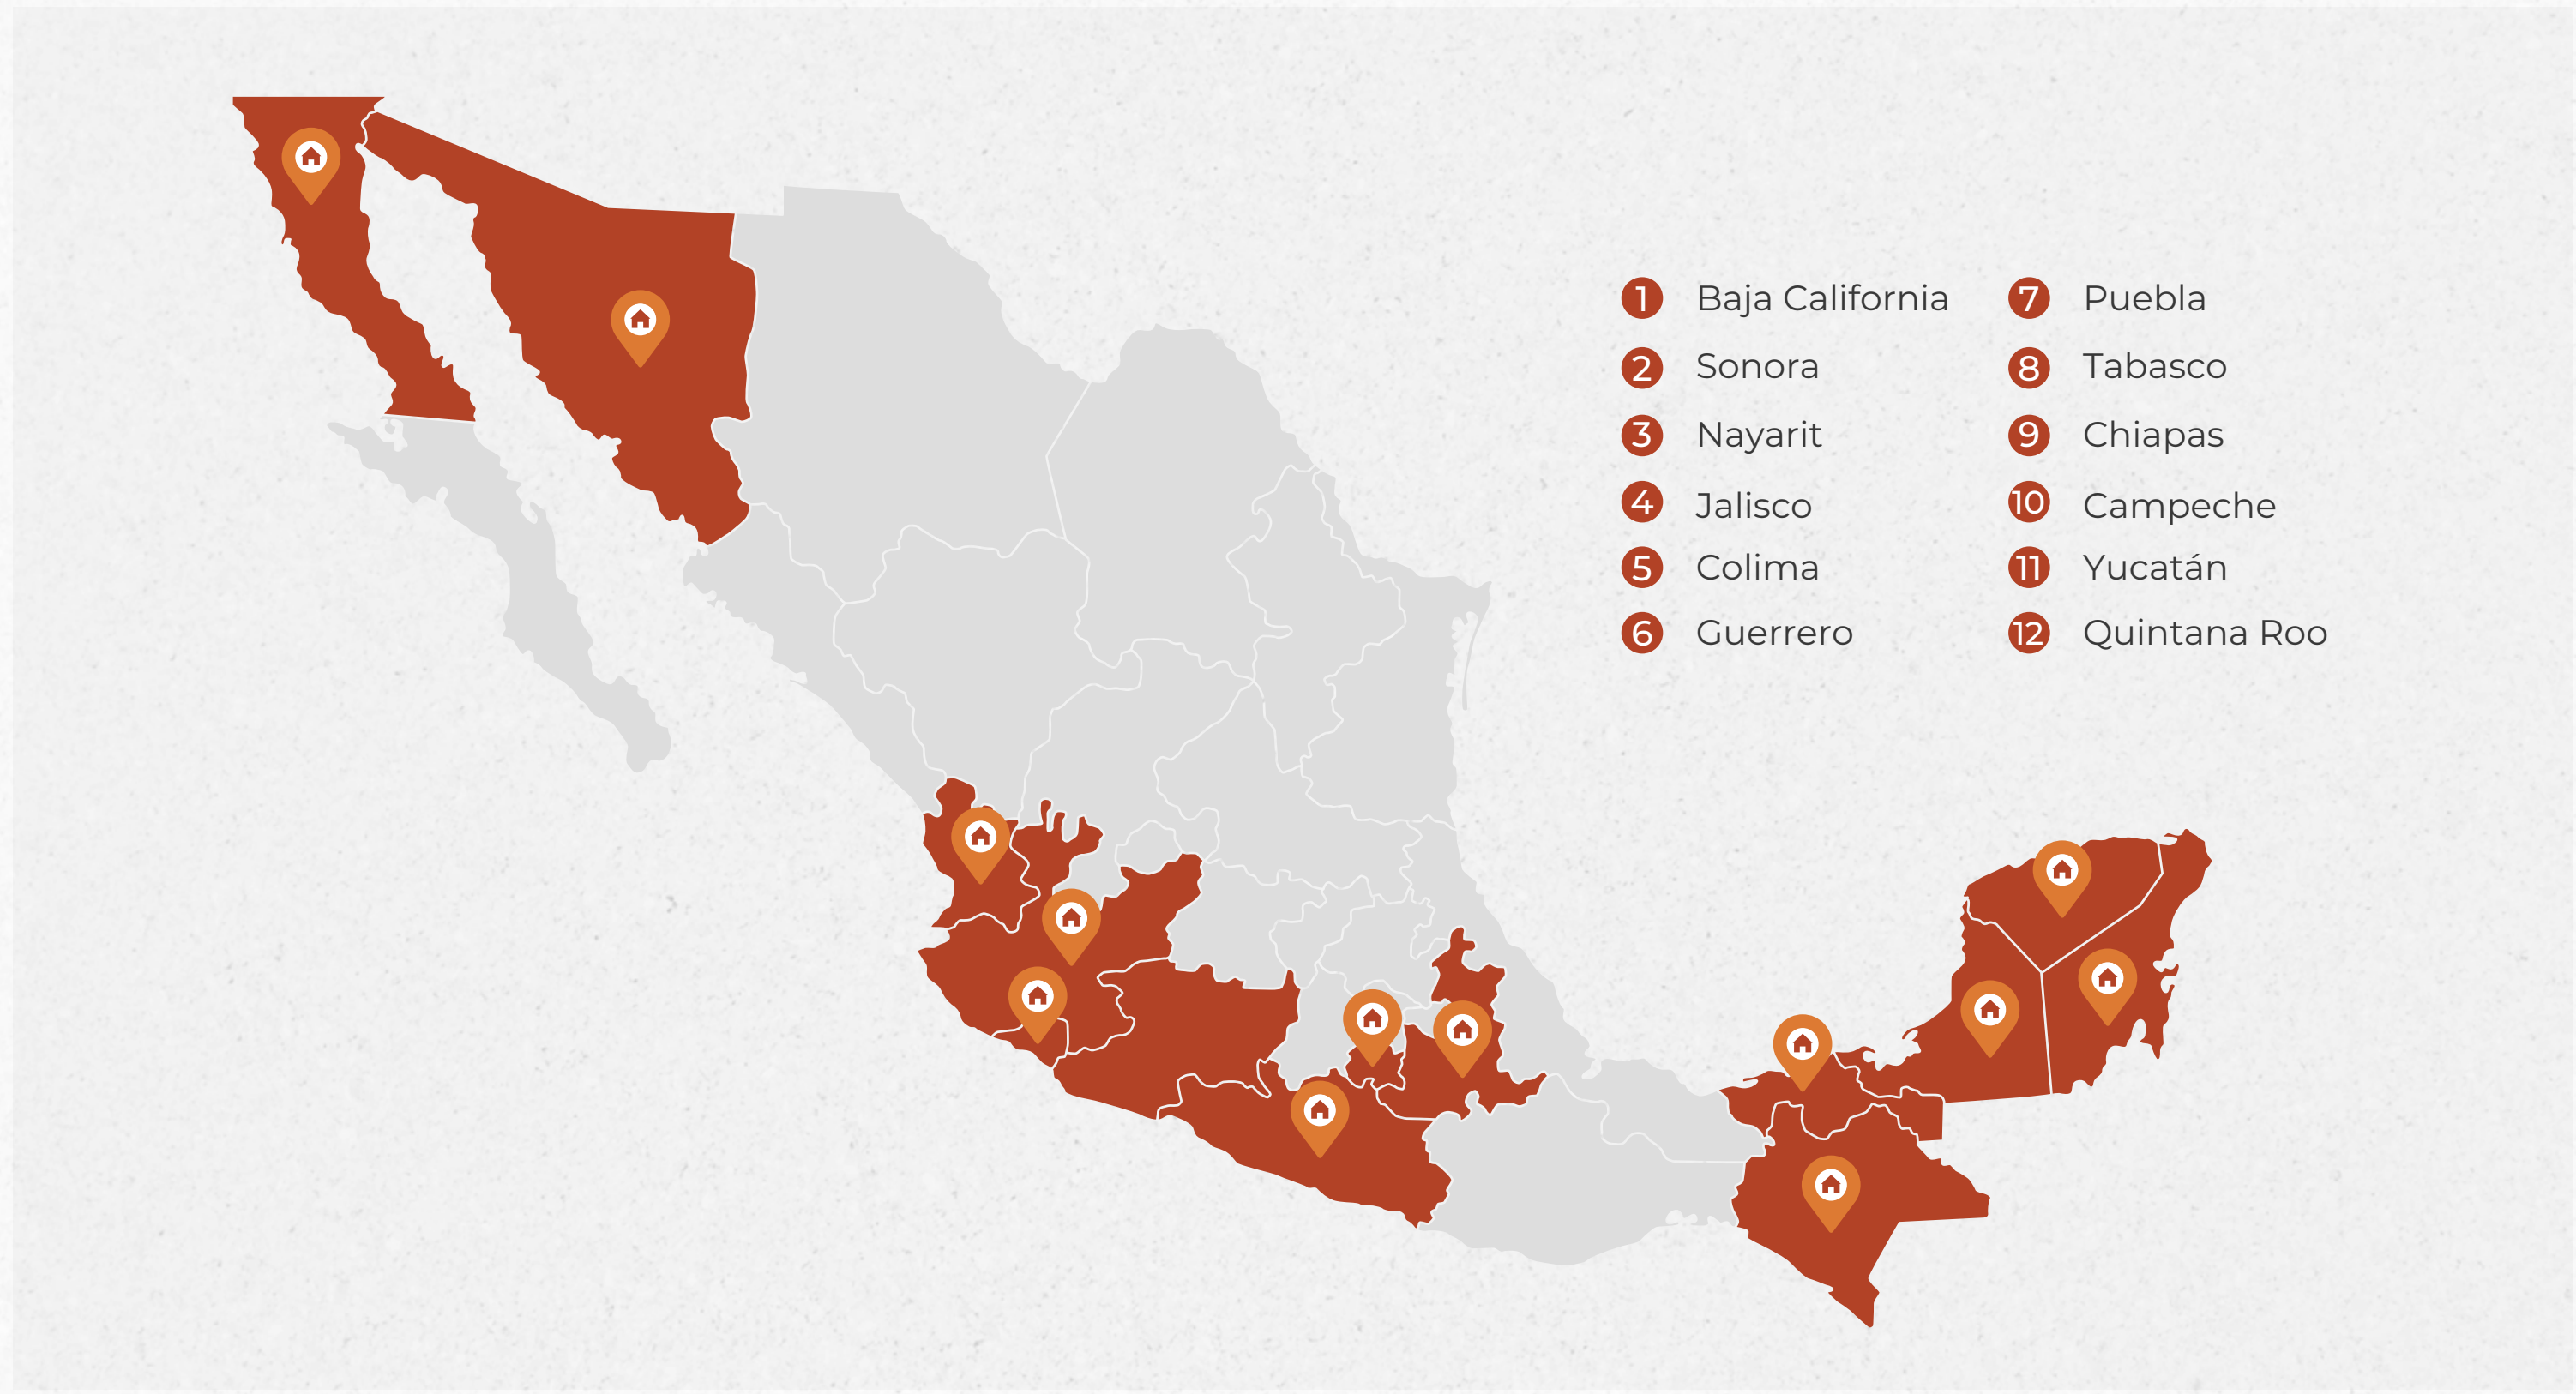 1 Baja California
2 Sonora
3 Nayarit
4 Jalisco
5 Colima
6 Guerrero
7 Puebla
8 Tabasco
9 Chiapas
10 Campeche
11 Yucatán
12 Quintana Roo